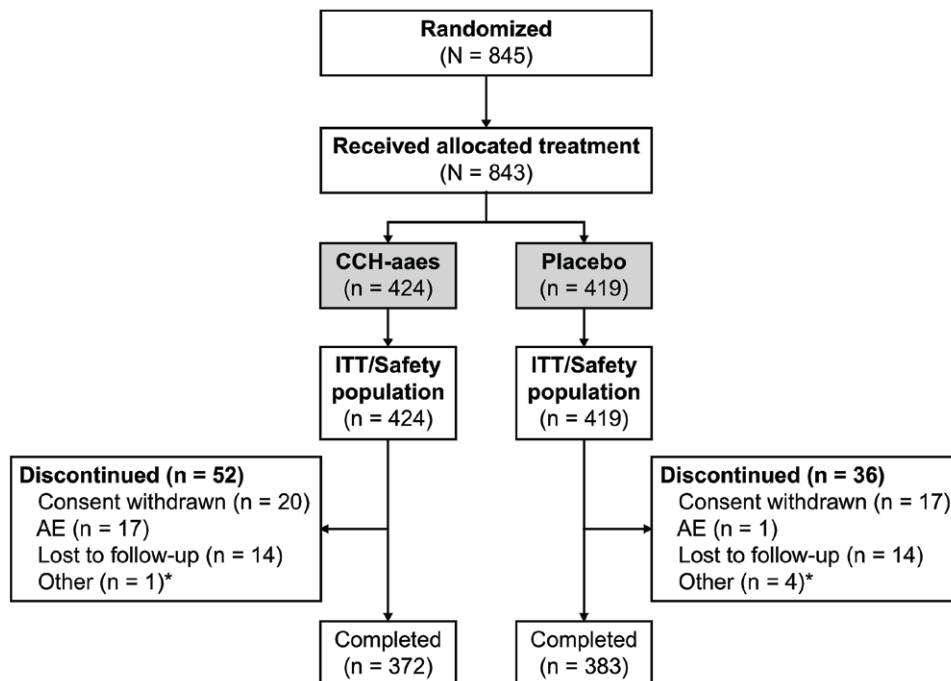 Randomized
(N = 845)
Received allocated treatment
(N = 843)
CCH-aaes
(n = 424)
Placebo
(n = 419)
ITT/Safety
population
(n = 424)
ITT/Safety
population
(n = 419)
Discontinued (n = 52)
Consent withdrawn (n = 20)
AE (n = 17)
Lost to follow-up (n = 14)
Other (n = 1)*
Discontinued (n = 36)
Consent withdrawn (n = 17)
AE (n = 1)
Lost to follow-up (n = 14)
Other (n = 4)*
Completed
(n = 372)
Completed
(n = 383)